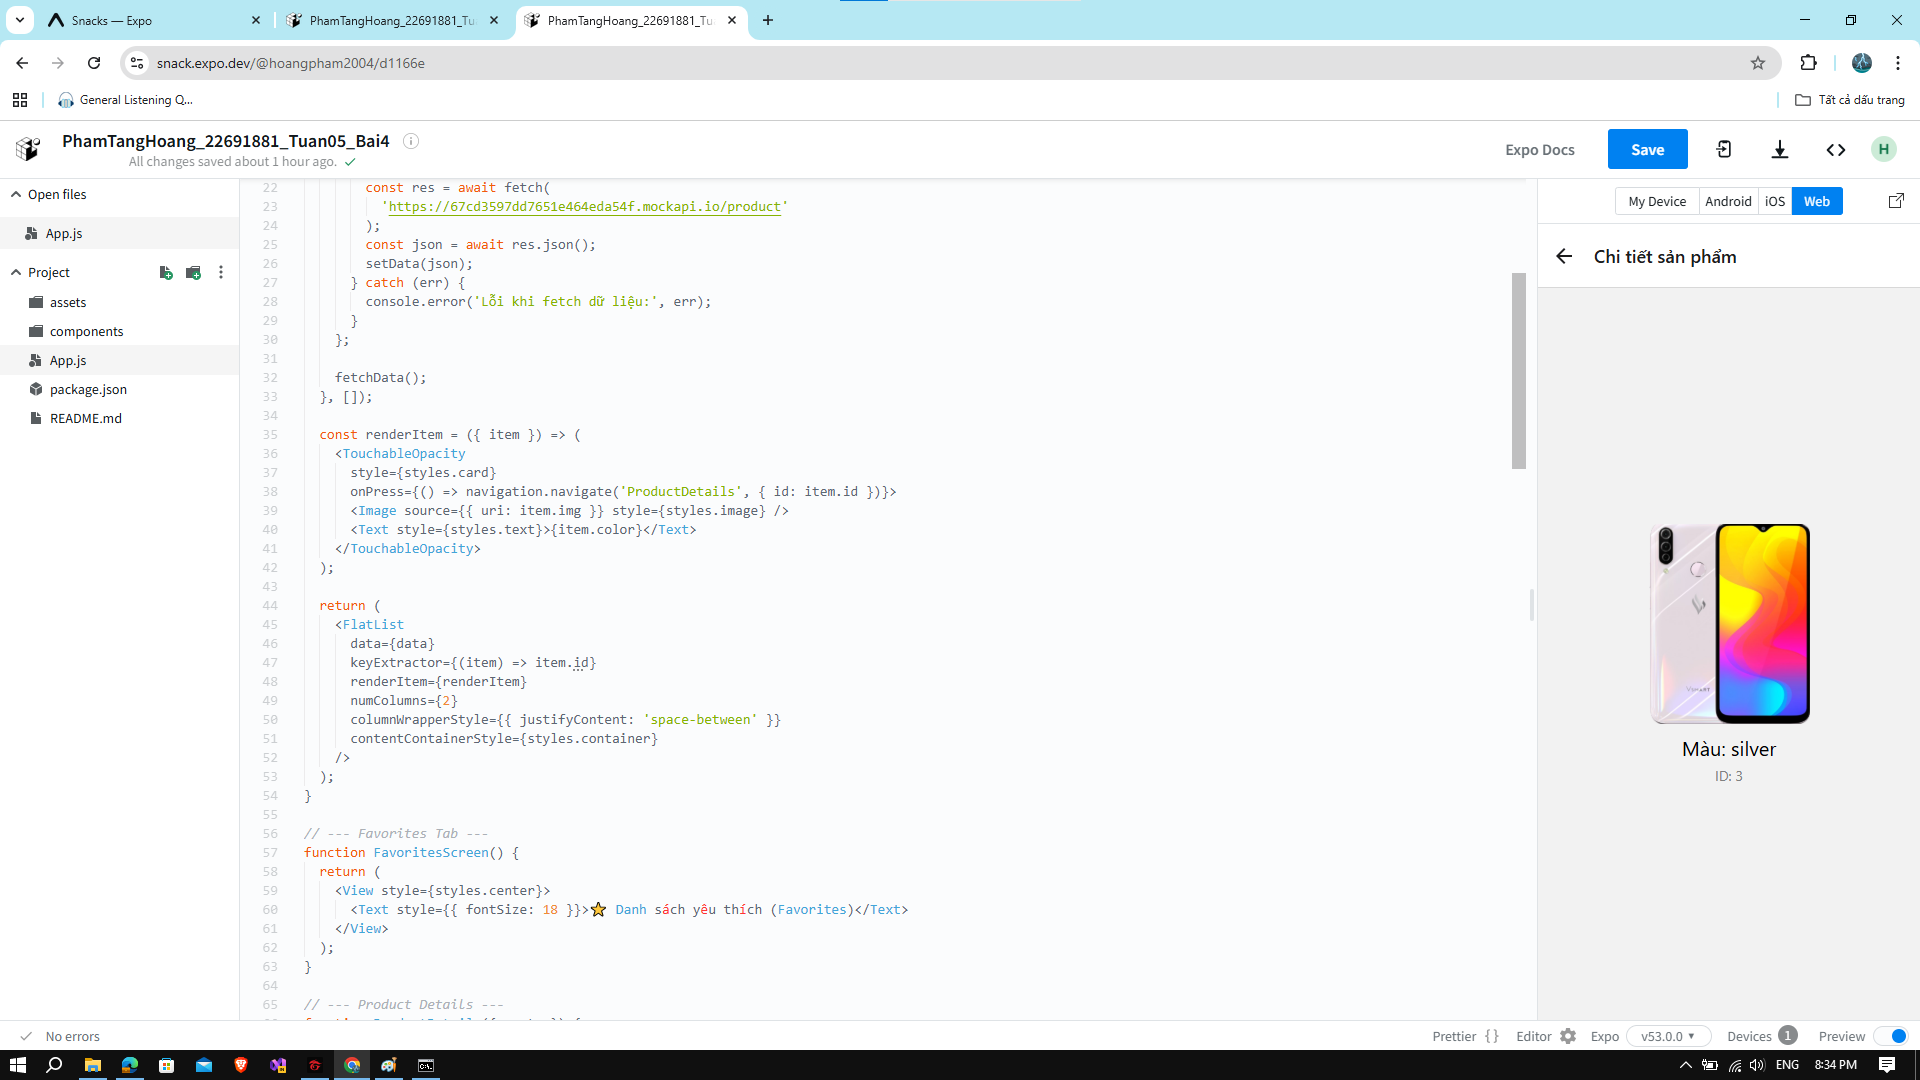 Snacks — Expo
PhamTangHoang_22691881_Tu
PhamTangHoang_22691881_Tua
snack.expo.dev/@hoangpham2004/d1166e
General Listening Q...
Tất cả dấu trang
PhamTangHoang_22691881_Tuan05_Bai4
All changes saved about 1 hour ago.
Expo Docs
Save
H
Open files
App.js
Project
assets
components
App.js
package.json
README.md
22 const res = await fetch(
23 'https://67cd3597dd7651e464eda54f.mockapi.io/product'
24 );
25 const json = await res.json();
26 setData(json);
27 } catch (err) {
28 console.error('Lỗi khi fetch dữ liệu:', err);
29 }
30 };
31
32 fetchData();
33 }, []);
34
35 const renderItem = ({ item }) => (
36 <TouchableOpacity
37 style={styles.card}
38 onPress={() => navigation.navigate('ProductDetails', { id: item.id })}>
39 <Image source={{ uri: item.img }} style={styles.image} />
40 <Text style={styles.text}>{item.color}</Text>
41 </TouchableOpacity>
42 );
43
44 return (
45 <FlatList
46 data={data}
47 keyExtractor={(item) => item.id}
48 renderItem={renderItem}
49 numColumns={2}
50 columnWrapperStyle={{ justifyContent: 'space-between' }}
51 contentContainerStyle={styles.container}
52 />
53 );
54 }
55
56 // --- Favorites Tab ---
57 function FavoritesScreen() {
58 return (
59 <View style={styles.center}>
60 <Text style={{ fontSize: 18 }}>⭐ Danh sách yêu thích (Favorites)</Text>
61 </View>
62 );
63 }
64
65 // --- Product Details ---
My Device
Android
iOS
Web
Chi tiết sản phẩm
VSMART
Màu: silver
ID: 3
No errors
Prettier {}
Editor
Expo
v53.0.0
Devices 1
Preview
ENG
8:34 PM